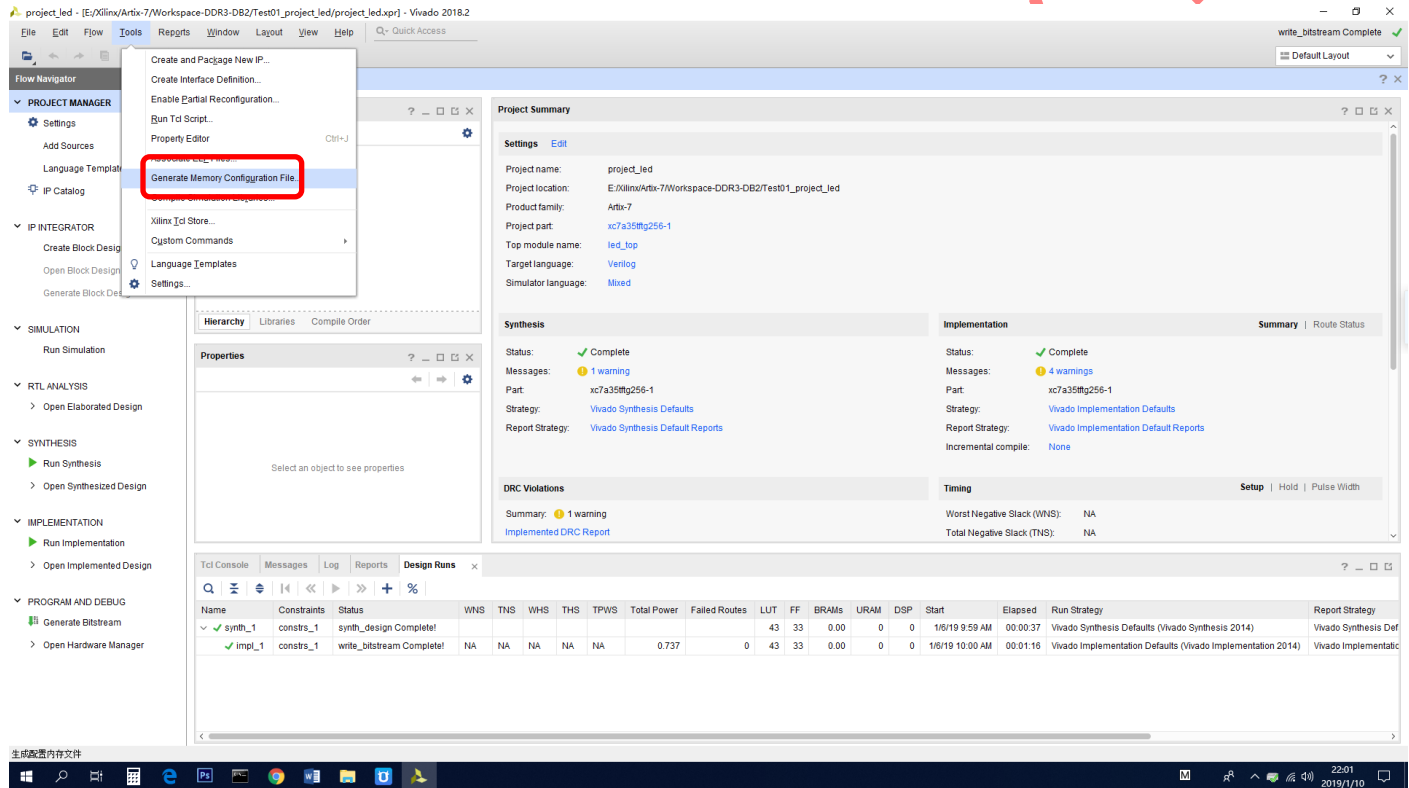 project_led - [E:/Xilinx/Artix-7/Workspace-DDR3-DB2/Test01_project_led/project_led.xpr] - Vivado 2018.2
File Edit Flow Tools Reports Window Layout View Help Q- Quick Access
write_bitstream Complete
Default Layout
Flow Navigator
PROJECT MANAGER
Settings
Add Sources
Language Template
IP Catalog
IP INTEGRATOR
Create Block Desig
Open Block Design
Generate Block Des
SIMULATION
Run Simulation
RTL ANALYSIS
Open Elaborated Design
SYNTHESIS
Run Synthesis
Open Synthesized Design
IMPLEMENTATION
Run Implementation
Open Implemented Design
PROGRAM AND DEBUG
Generate Bitstream
Open Hardware Manager
Create and Package New IP...
Create Interface Definition...
Enable Partial Reconfiguration...
Run Tcl Script...
Property Editor Ctrl+J
Associate ELF Files...
Generate Memory Configuration File...
Compile Simulation Libraries...
Xilinx Tcl Store...
Custom Commands
Language Templates
Settings...
Hierarchy Libraries Compile Order
Properties
Select an object to see properties
Project Summary
Settings Edit
Project name: project_led
Project location: E:/Xilinx/Artix-7/Workspace-DDR3-DB2/Test01_project_led
Product family: Artix-7
Project part: xc7a35tftg256-1
Top module name: led_top
Target language: Verilog
Simulator language: Mixed
Synthesis
Status: Complete
Messages: 1 warning
Part: xc7a35tftg256-1
Strategy: Vivado Synthesis Defaults
Report Strategy: Vivado Synthesis Default Reports
Implementation Summary | Route Status
Status: Complete
Messages: 4 warnings
Part: xc7a35tftg256-1
Strategy: Vivado Implementation Defaults
Report Strategy: Vivado Implementation Default Reports
Incremental compile: None
DRC Violations
Summary: 1 warning
Implemented DRC Report
Timing Setup | Hold | Pulse Width
Worst Negative Slack (WNS): NA
Total Negative Slack (TNS): NA
Tcl Console Messages Log Reports Design Runs
Name Constraints Status WNS TNS WHS THS TPWS Total Power Failed Routes LUT FF BRAMs URAM DSP Start Elapsed Run Strategy Report Strategy
synth_1 constrs_1 synth_design Complete! 43 33 0.00 0 0 1/6/19 9:59 AM 00:00:37 Vivado Synthesis Defaults (Vivado Synthesis 2014) Vivado Synthesis Def
impl_1 constrs_1 write_bitstream Complete! NA NA NA NA NA 0.737 0 43 33 0.00 0 0 1/6/19 10:00 AM 00:01:16 Vivado Implementation Defaults (Vivado Implementation 2014) Vivado Implementatic
生成配置内存文件
Ps
M
22:01
2019/1/10